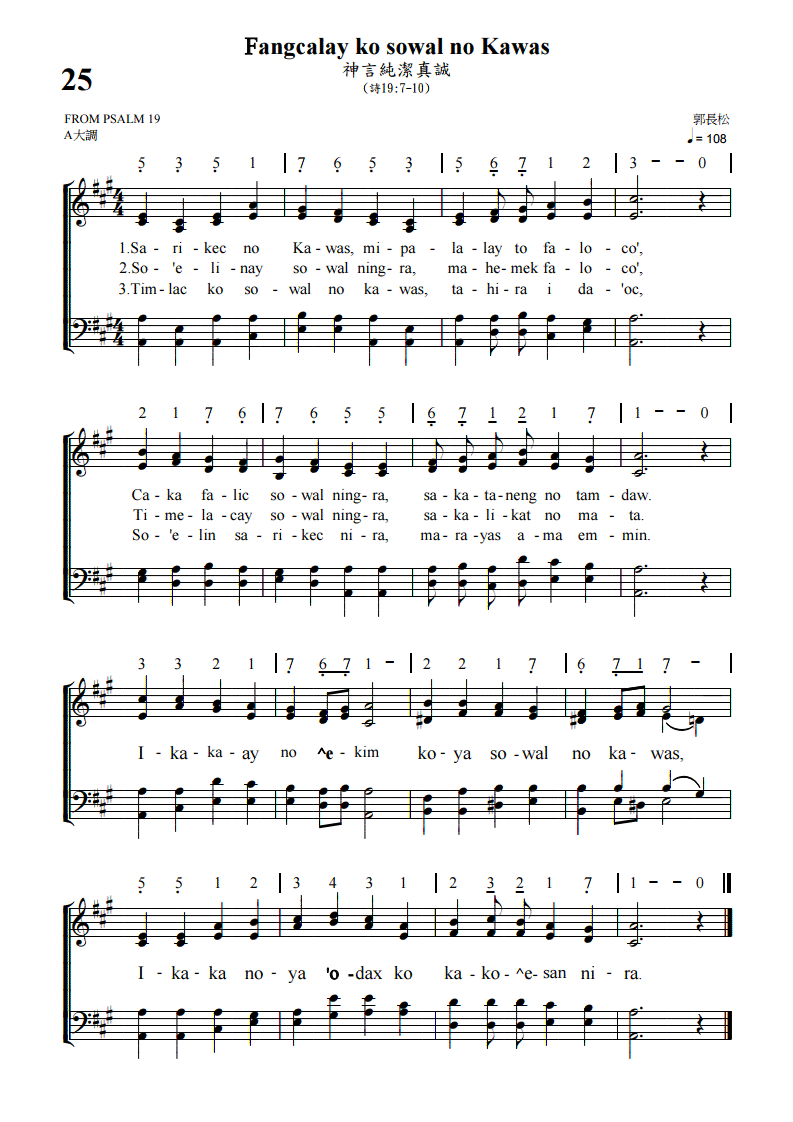 Fangcalay ko sowal no Kawas
神言純潔真誠
25
(詩19:7-10)
FROM PSALM 19
郭長松
A大調
♩= 108
5 3 5 1 | 7 6 5 3 | 5 6 7 1 2 | 3 - - 0 |
1.Sa - ri - kec no Ka - was, mi - pa - la - lay to fa - lo - co',
2.So - 'e - li - nay so - wal ning - ra, ma - he - mek fa - lo - co',
3.Tim - lac ko so - wal no kawas, ta - hi - ra i da - 'oc,
2 1 7 6 | 7 6 5 5 | 6 7 1 2 1 7 | 1 - - 0 |
Ca - ka fa - lic so - wal ning - ra, sa - ka - ta - neng no tam - daw.
Ti - me - la - cay so - wal ning - ra, sa - ka - li - kat no ma - ta.
So - 'e - lin sa - ri - kec ni - ra, ma - ra - yas a - ma em - min.
3 3 2 1 | 7 6 7 1 - | 2 2 1 7 | 6 7 1 7 - |
I - ka - ka - ay no ^e - kim ko - ya so - wal no ka - was,
5 5 1 2 | 3 4 3 1 | 2 3 2 1 7 | 1 - - 0
I - ka - ka no - ya 'o - dax ko ka - ko - ^e - san ni - ra.